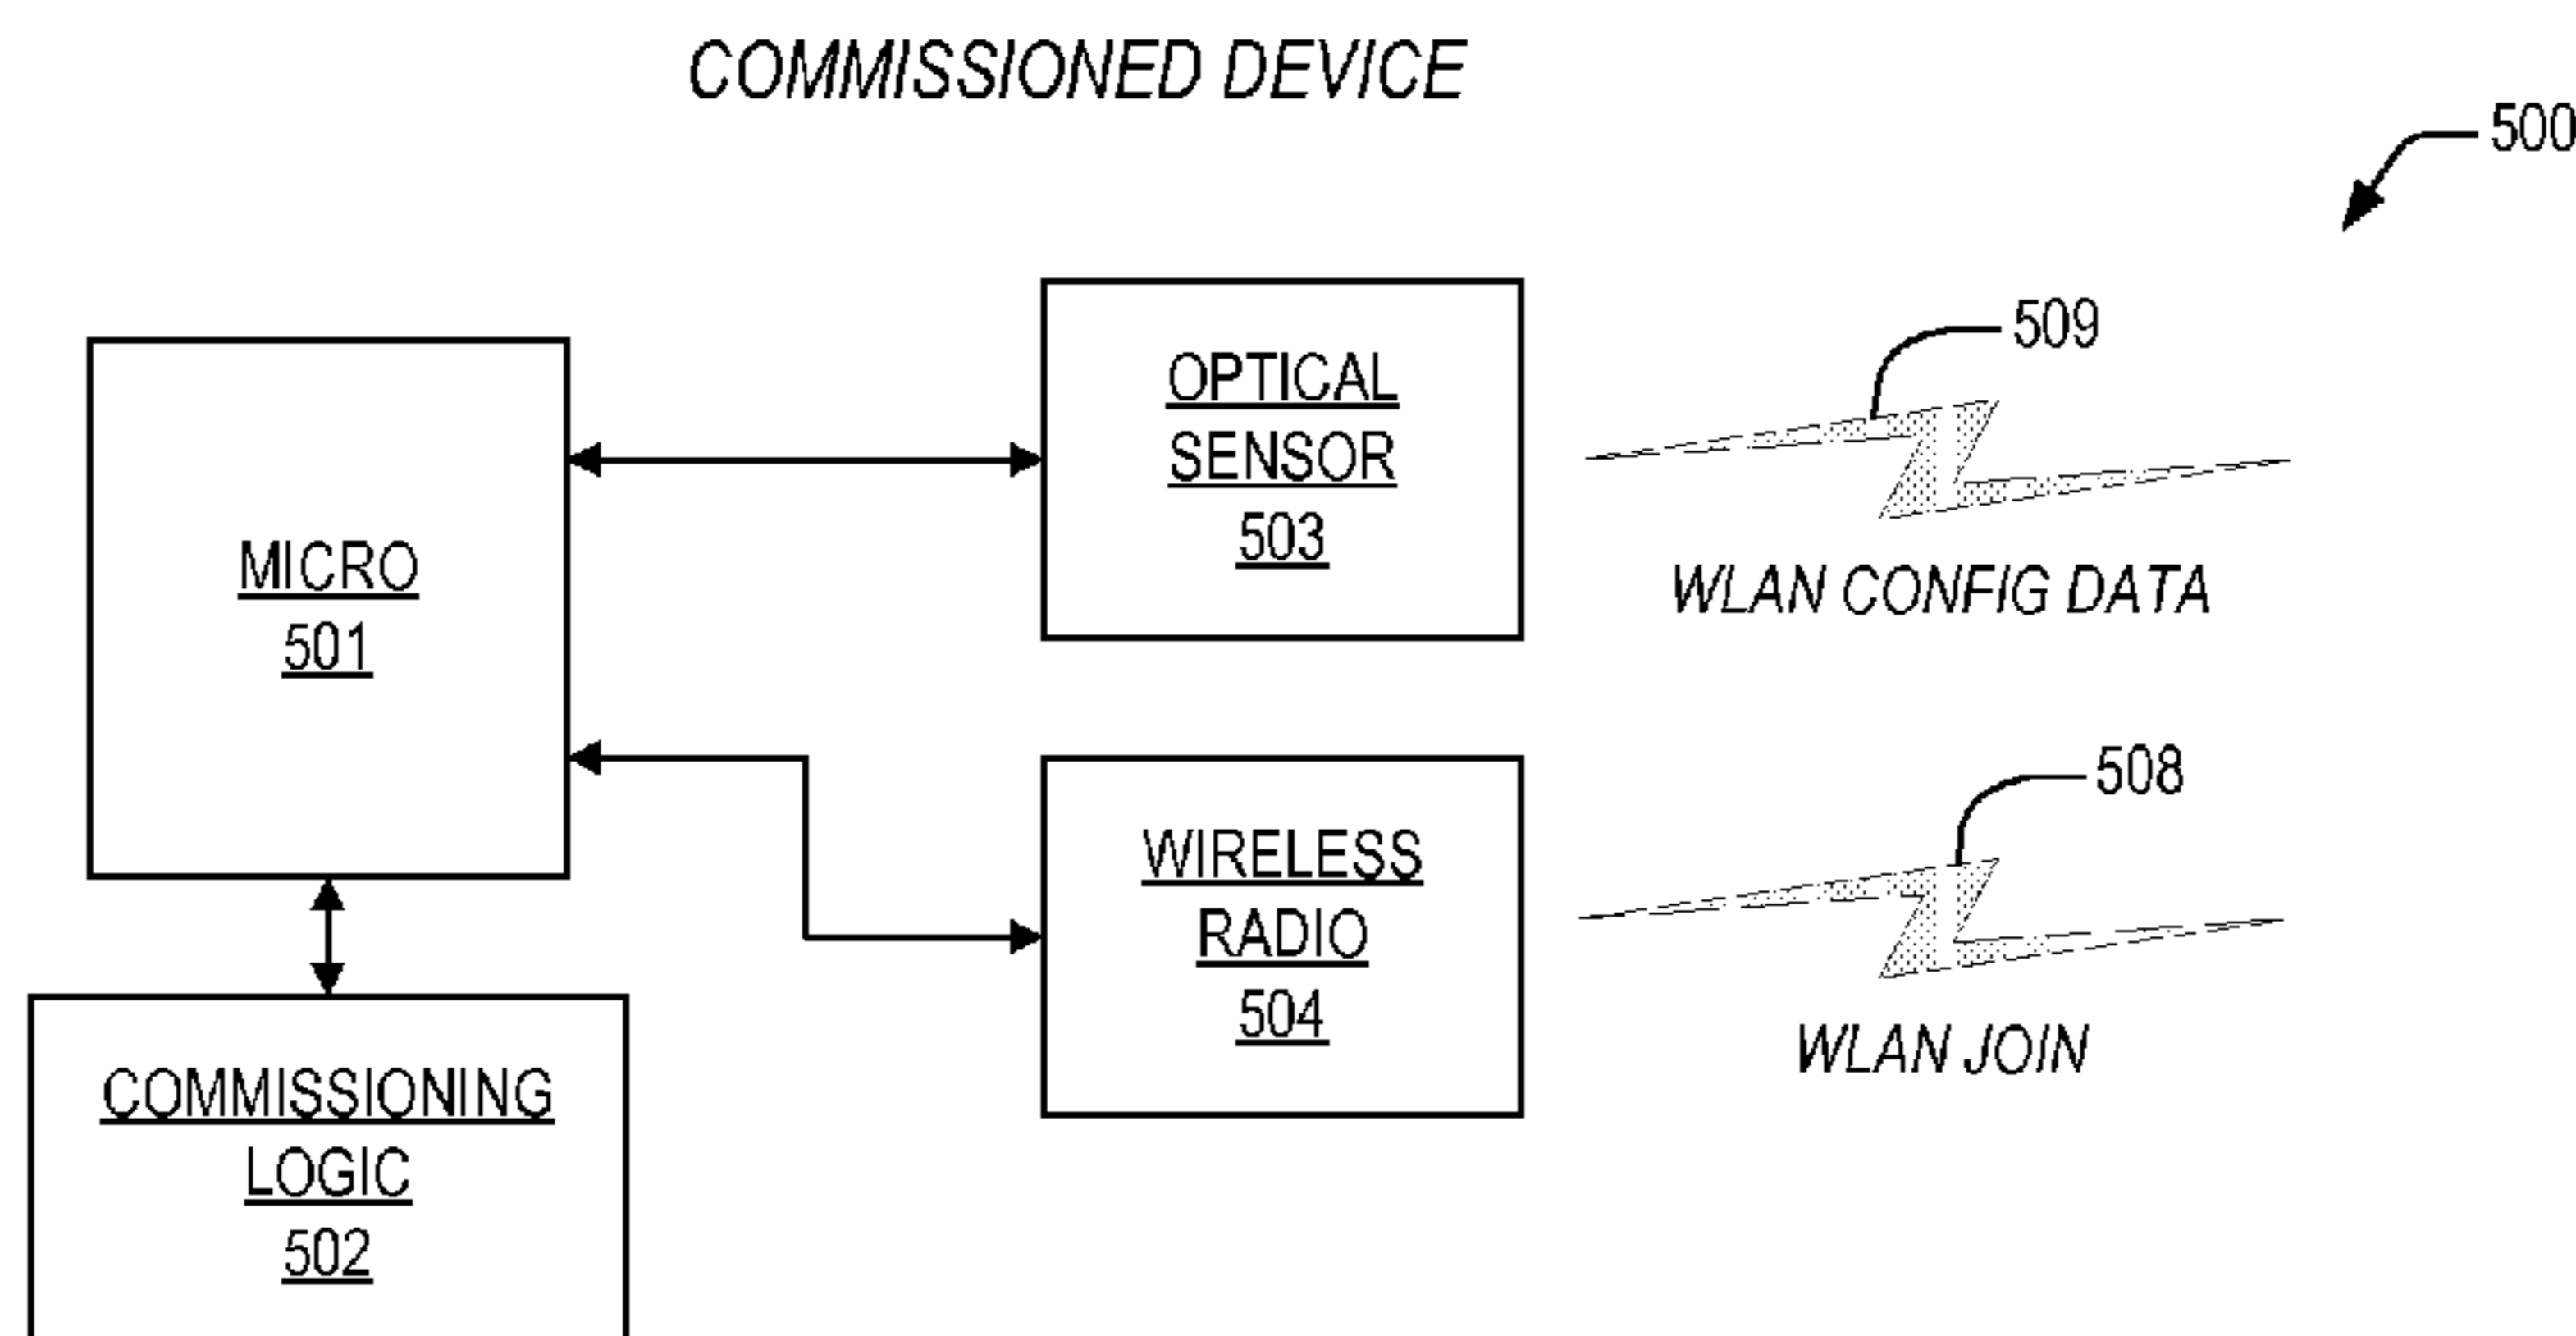 COMMISSIONED DEVICE
500
509
OPTICAL
SENSOR
503
WLAN CONFIG DATA
MICRO
501
508
WIRELESS
RADIO
504
WLAN JOIN
COMMISSIONING
LOGIC
502